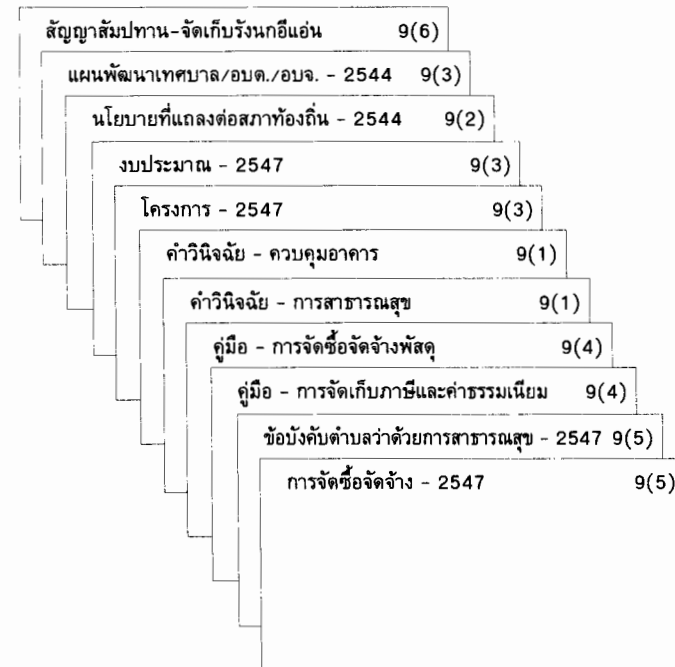 สัญญาสัมปทาน-จัดเก็บรังนกอีแอ่น 9(6)
แผนพัฒนาเทศบาล/อบต./อบจ. - 2544 9(3)
นโยบายที่แถลงต่อสภาท้องถิ่น - 2544 9(2)
งบประมาณ - 2547 9(3)
โครงการ - 2547 9(3)
คำวินิจฉัย - ควบคุมอาคาร 9(1)
คำวินิจฉัย - การสาธารณสุข 9(1)
คู่มือ - การจัดซื้อจัดจ้างพัสดุ 9(4)
คู่มือ - การจัดเก็บภาษีและค่าธรรมเนียม 9(4)
ข้อบังคับตำบลว่าด้วยการสาธารณสุข - 2547 9(5)
การจัดซื้อจัดจ้าง - 2547 9(5)